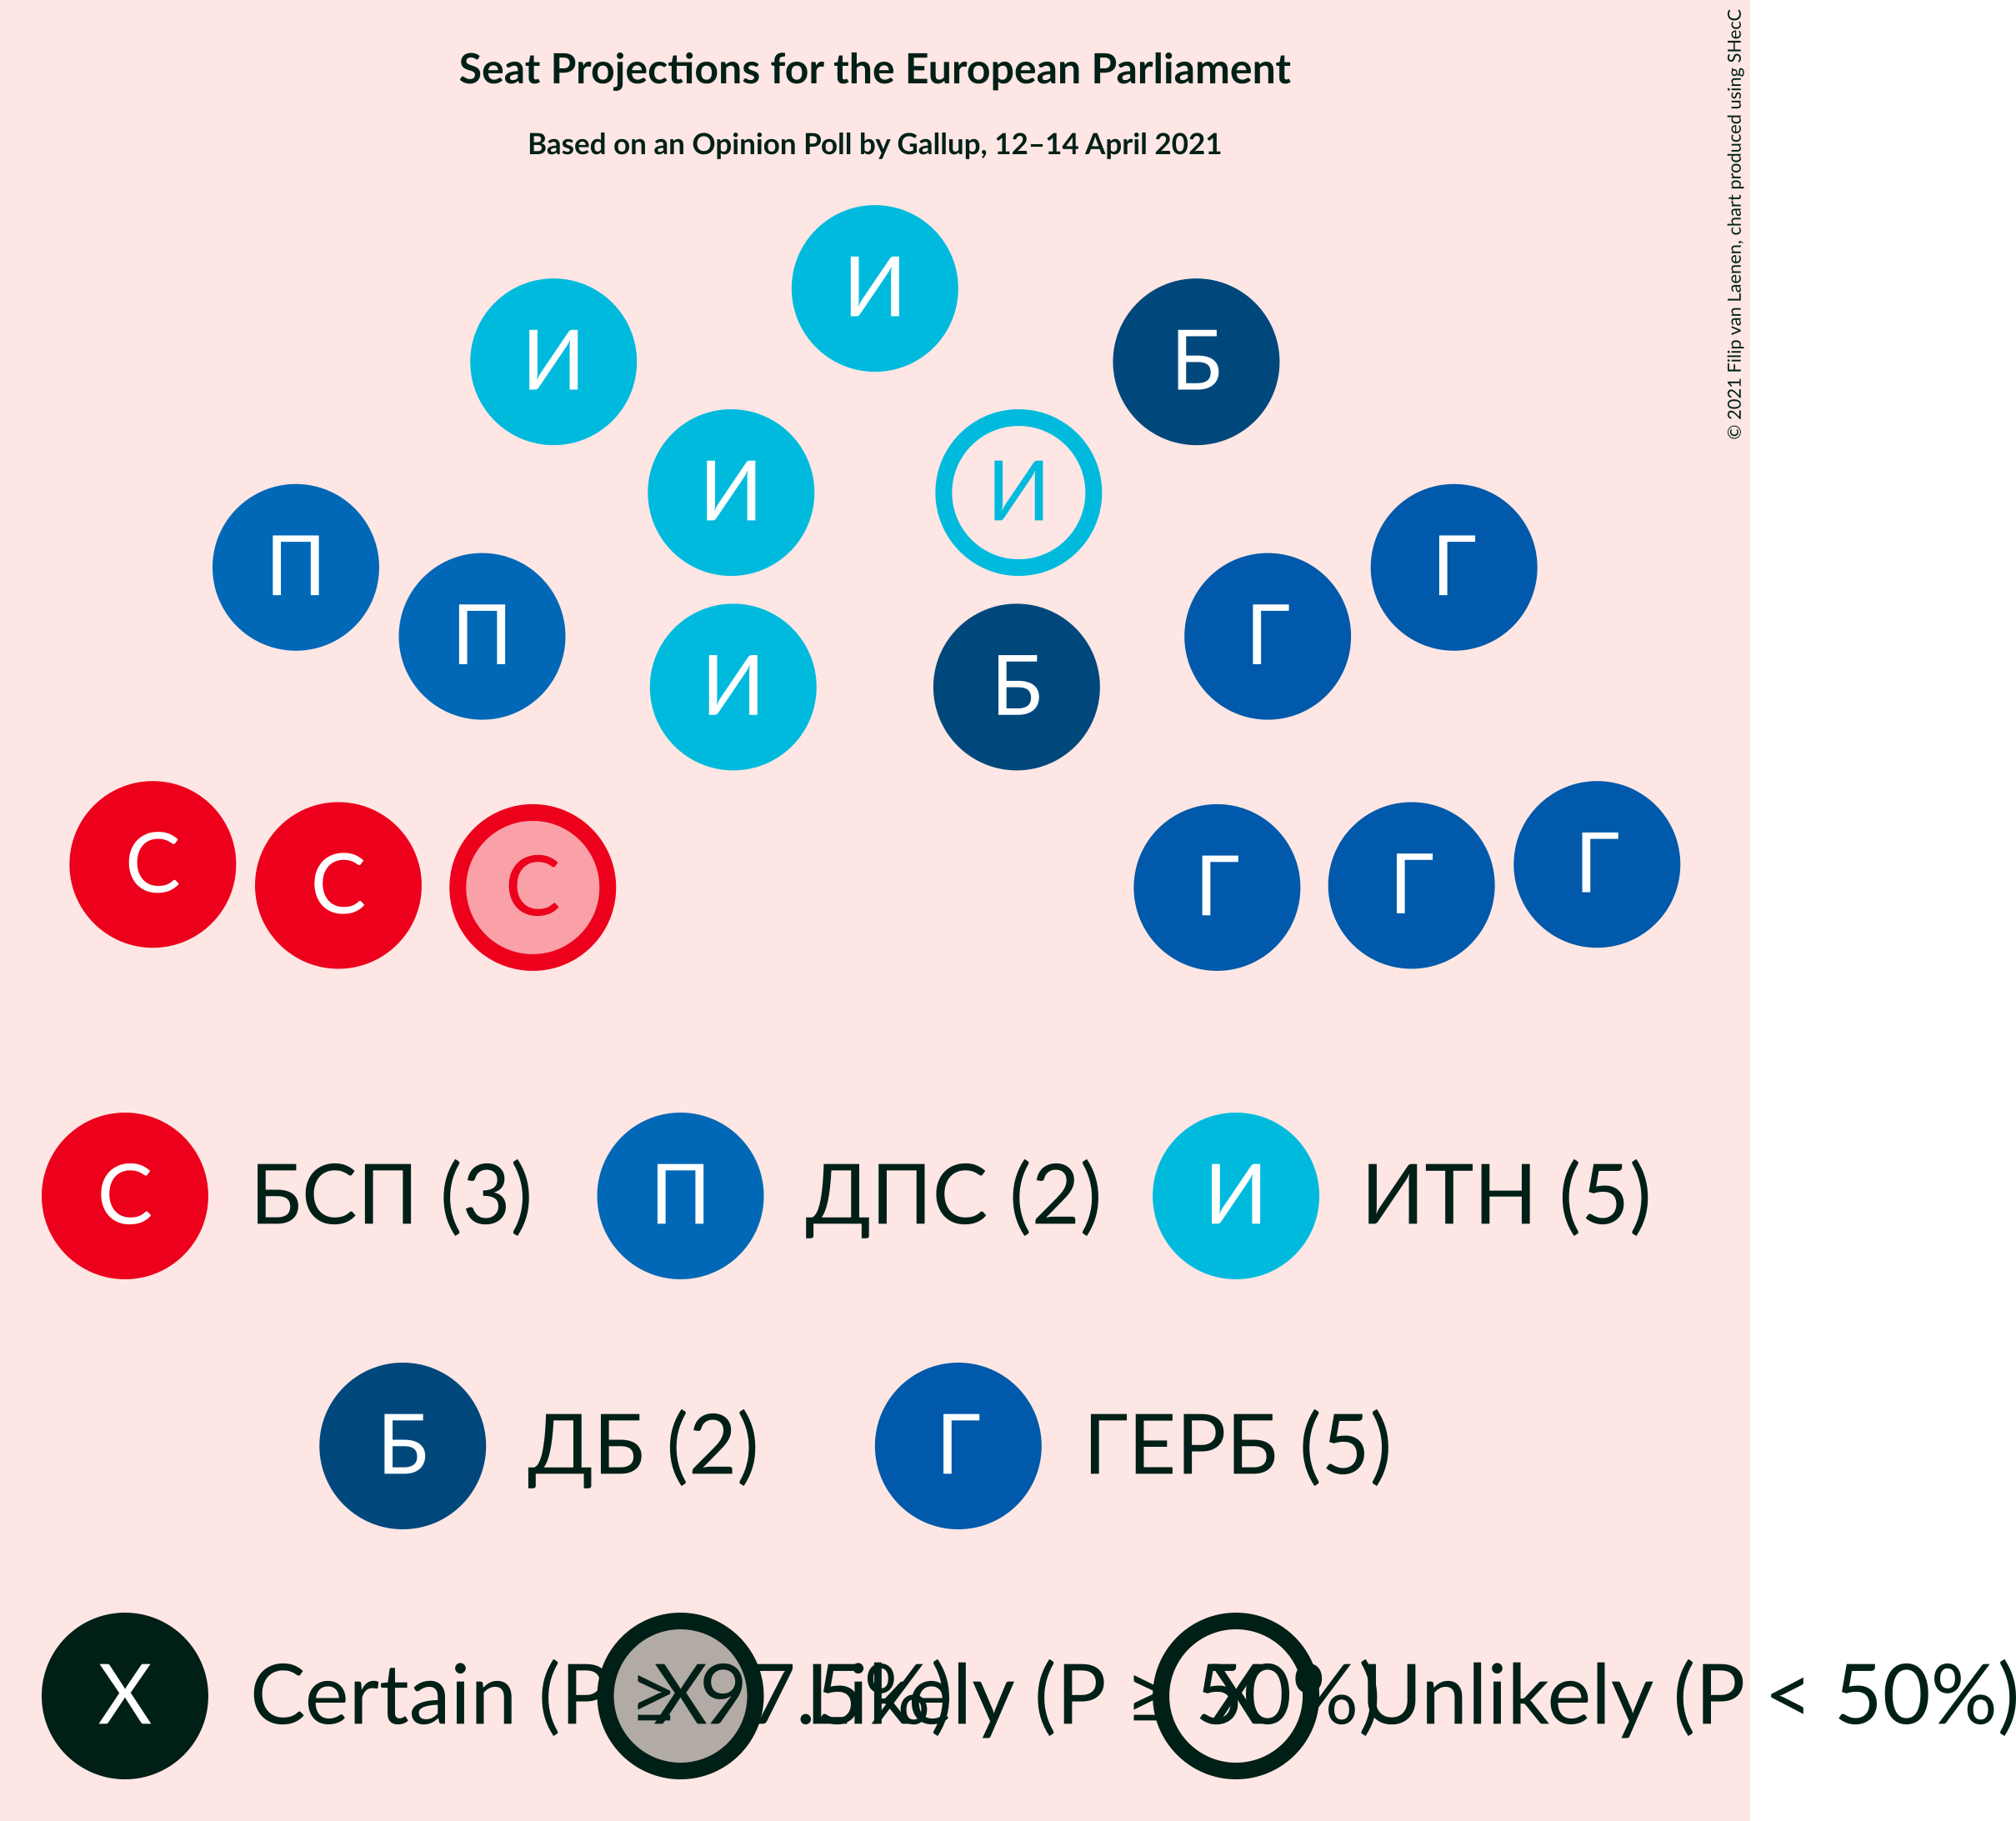 Seat Projections for the European Parliament
Based on an Opinion Poll by Gallup, 12–14 April 2021
© 2021 Filip van Laenen, chart produced using SHecC
И
И
Б
И
И
П
Г
П
Г
И
Б
С
С
С
Г
Г
Г
С БСП (3) П ДПС (2) И ИТН (5)
Б ДБ (2) Г ГЕРБ (5)
X Certain (P ≥ 97.5%) X Likely (P ≥ 50%) X Unlikely (P < 50%)